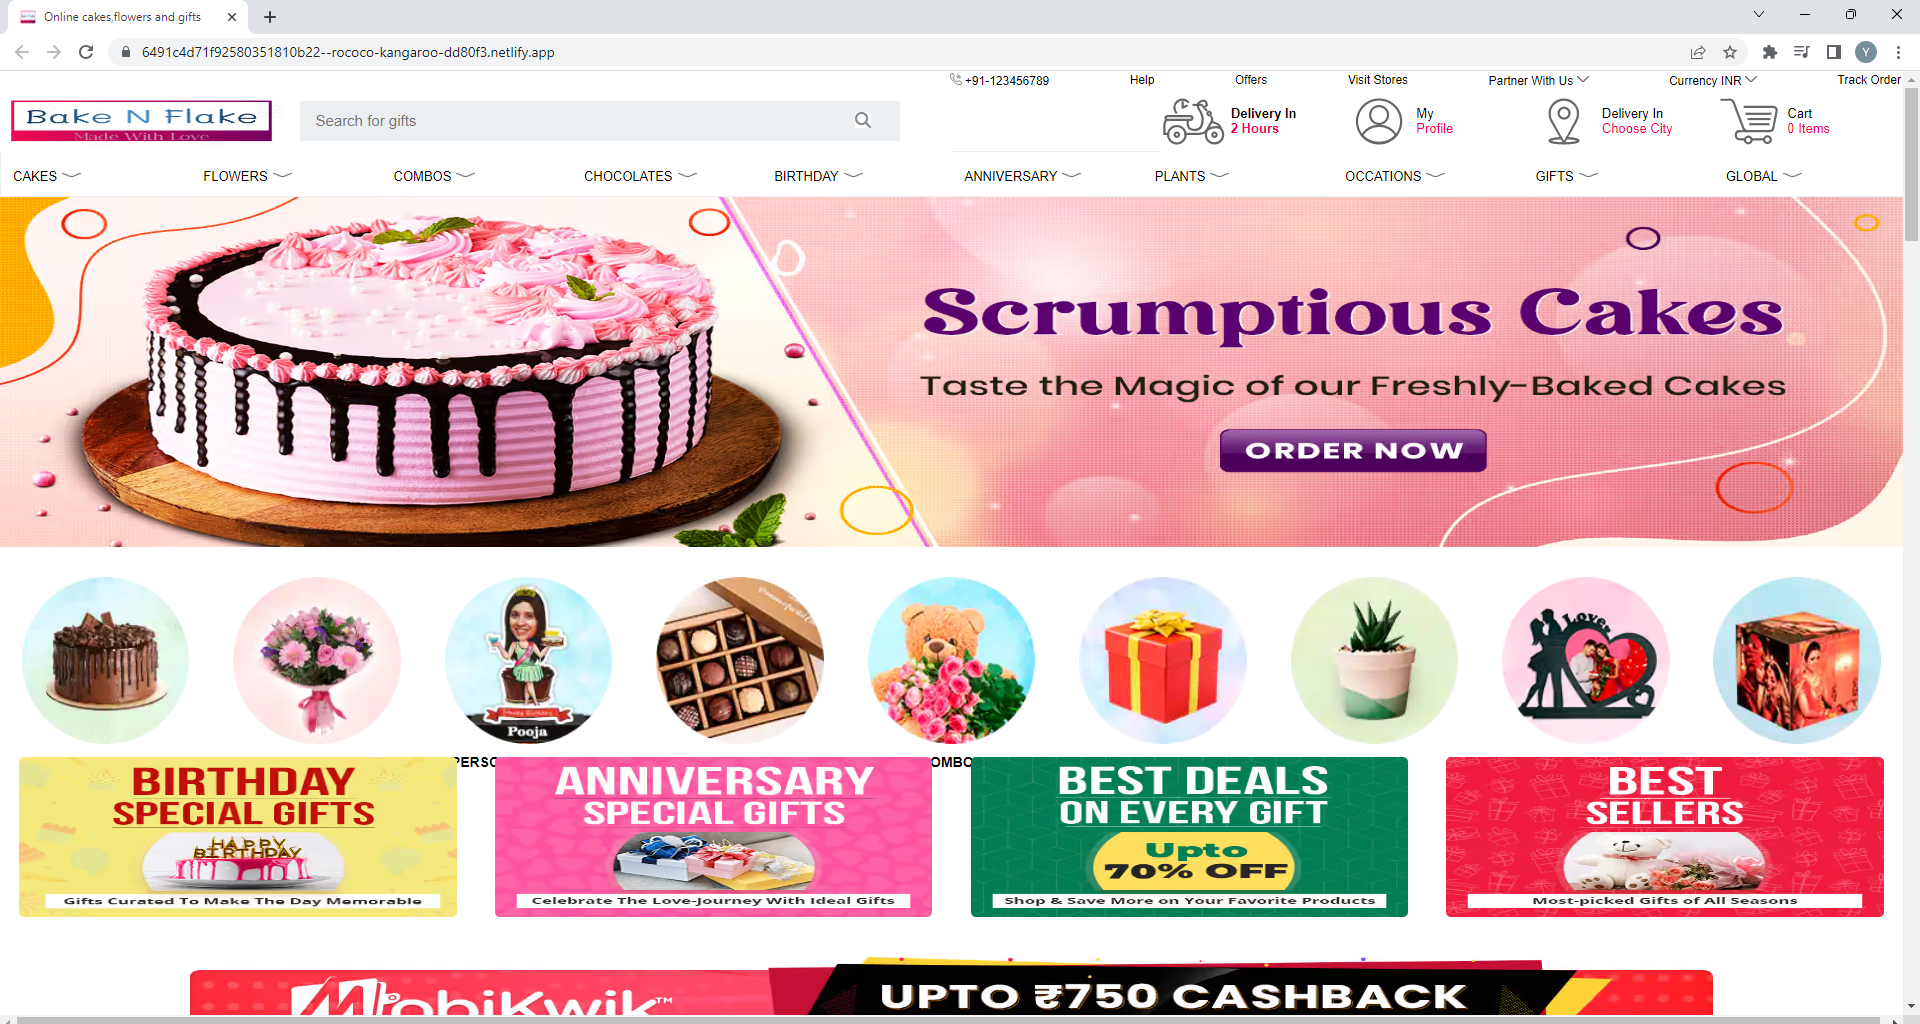 Online cakes,flowers and gifts
6491c4d71f92580351810b22--rococo-kangaroo-dd80f3.netlify.app
Y
+91-123456789
Help
Offers
Visit Stores
Partner With Us
Currency INR
Track Order
Bake N Flake
Made With Love
Search for gifts
Delivery In
2 Hours
My
Profile
Delivery In
Choose City
Cart
0 Items
CAKES
FLOWERS
COMBOS
CHOCOLATES
BIRTHDAY
ANNIVERSARY
PLANTS
OCCATIONS
GIFTS
GLOBAL
Scrumptious Cakes
Taste the Magic of our Freshly-Baked Cakes
ORDER NOW
Happy Birthday
Pooja
Lover
PERSO
OMBO
BIRTHDAY
SPECIAL GIFTS
HAPPY
BIRTHDAY
Gifts Curated To Make The Day Memorable
ANNIVERSARY
SPECIAL GIFTS
Celebrate The Love-Journey With Ideal Gifts
BEST DEALS
ON EVERY GIFT
Upto
70% OFF
Shop & Save More on Your Favorite Products
BEST
SELLERS
Most-picked Gifts of All Seasons
MobiKwik™
UPTO ₹750 CASHBACK